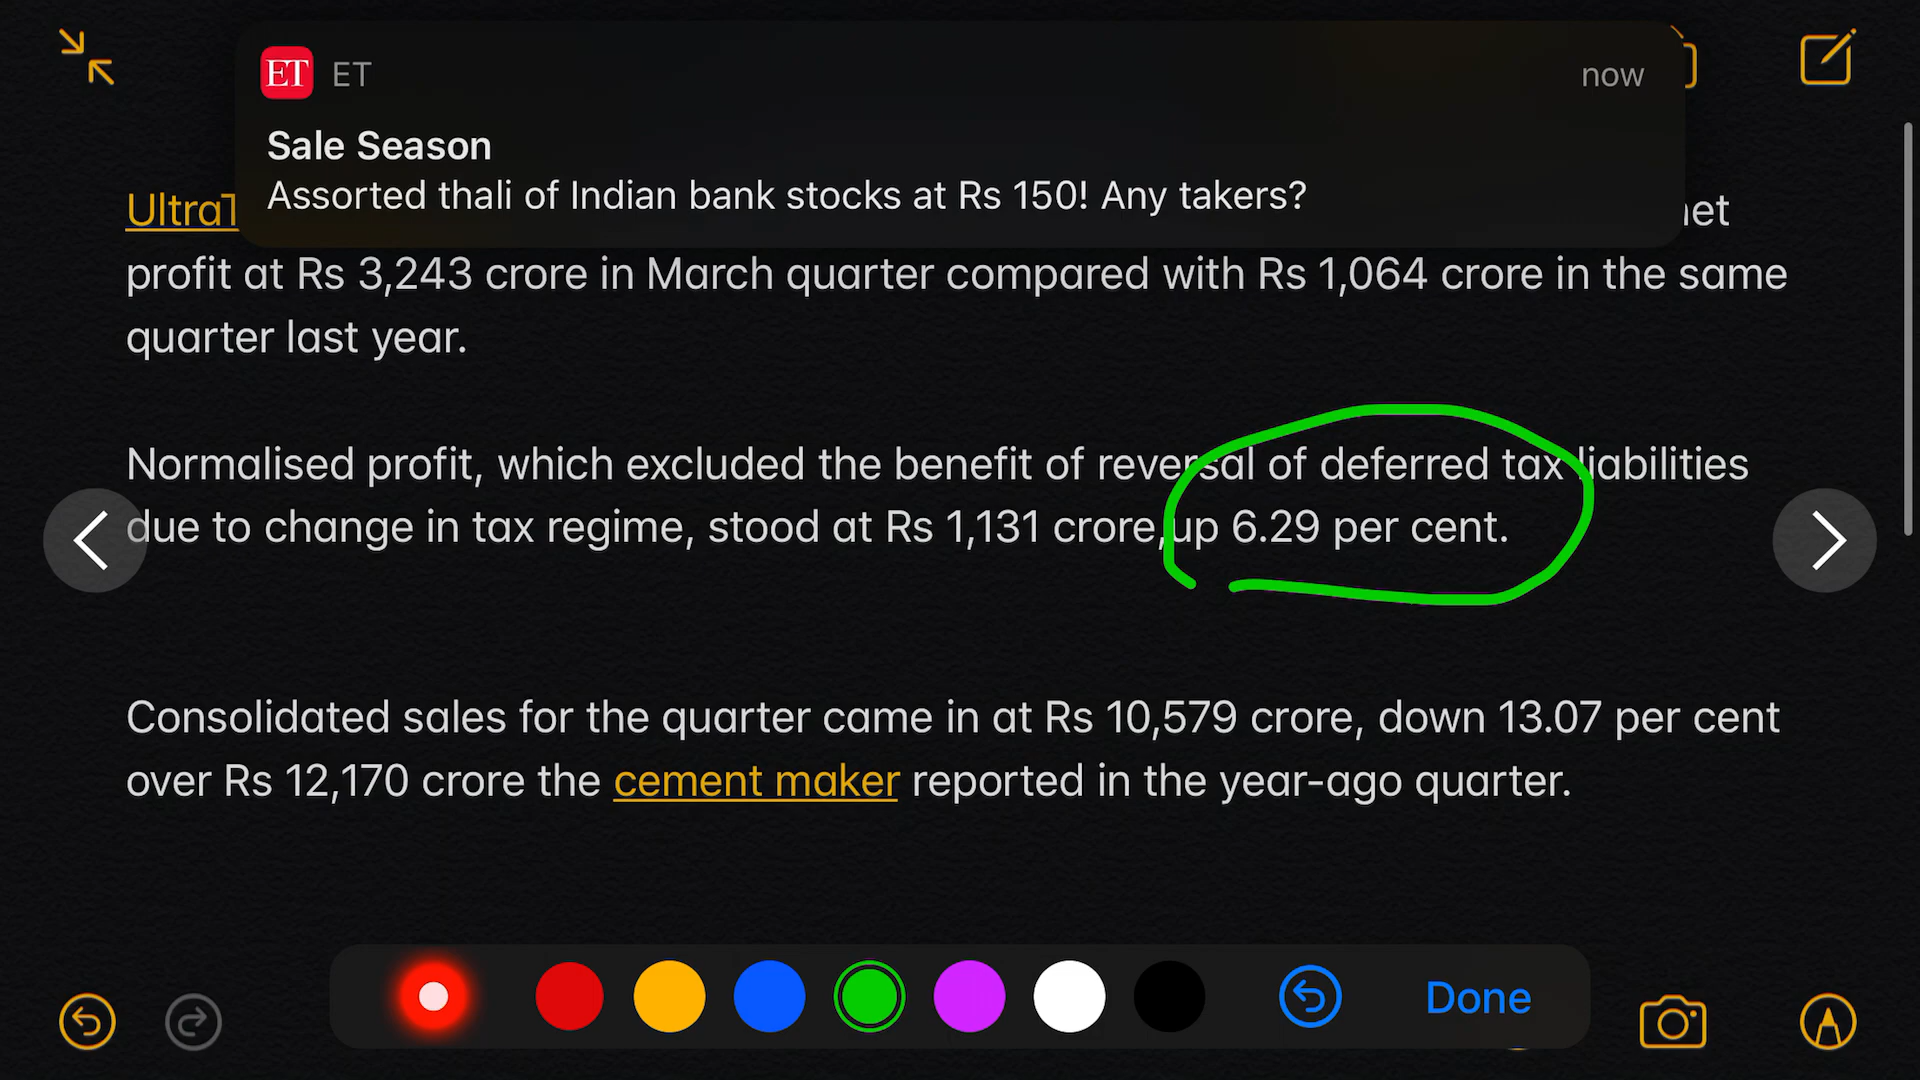 ET ET now
Sale Season
Assorted thali of Indian bank stocks at Rs 150! Any takers?
profit at Rs 3,243 crore in March quarter compared with Rs 1,064 crore in the same
quarter last year.
Normalised profit, which excluded the benefit of reversal of deferred tax liabilities
due to change in tax regime, stood at Rs 1,131 crore,up 6.29 per cent.
Consolidated sales for the quarter came in at Rs 10,579 crore, down 13.07 per cent
over Rs 12,170 crore the cement maker reported in the year-ago quarter.
Done